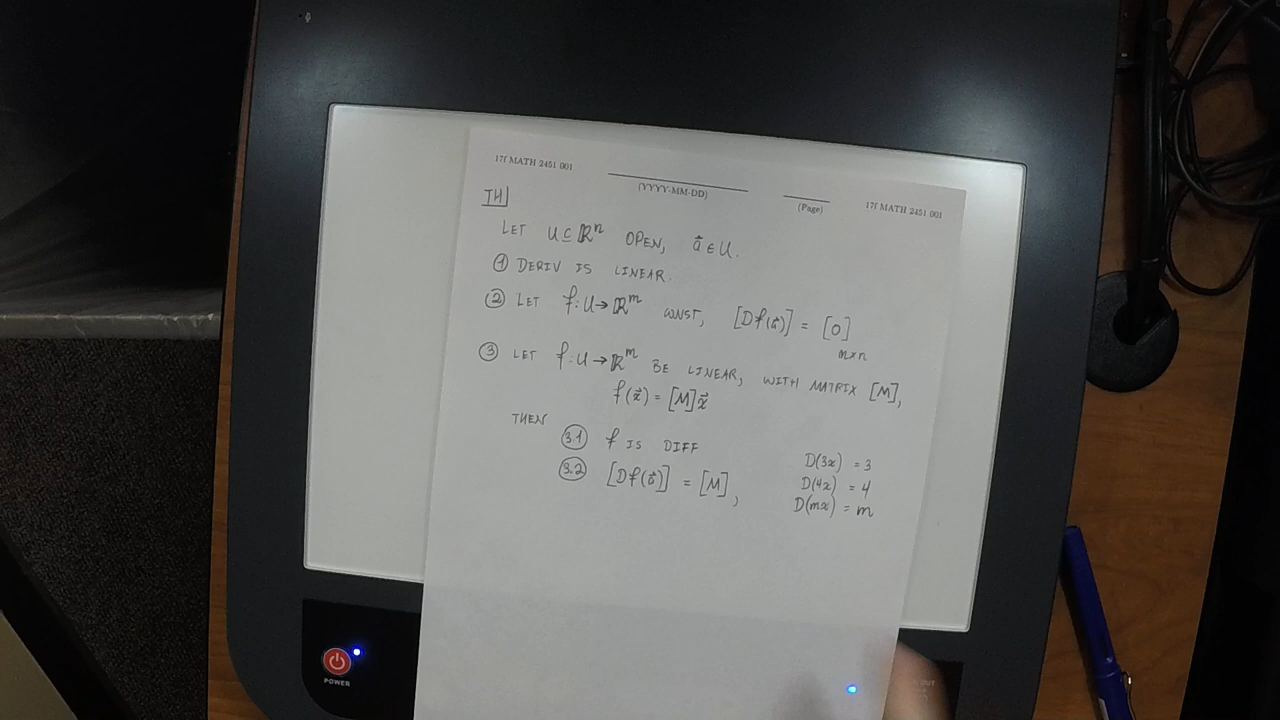 17f MATH 2451 001
(YYYY-MM-DD)
(Page)
17f MATH 2451 001
TH
LET U ⊆ ℝⁿ OPEN, a⃗ ∈ U.
① DERIV IS LINEAR.
② LET f: U → ℝᵐ CONST, [Df(a⃗)] = [0]
m×n
③ LET f: U → ℝᵐ BE LINEAR, WITH MATRIX [M],
f(x⃗) = [M]x⃗
THEN
3.1 f IS DIFF
3.2 [Df(a⃗)] = [M],
D(3x) = 3
D(4x) = 4
D(mx) = m
POWER